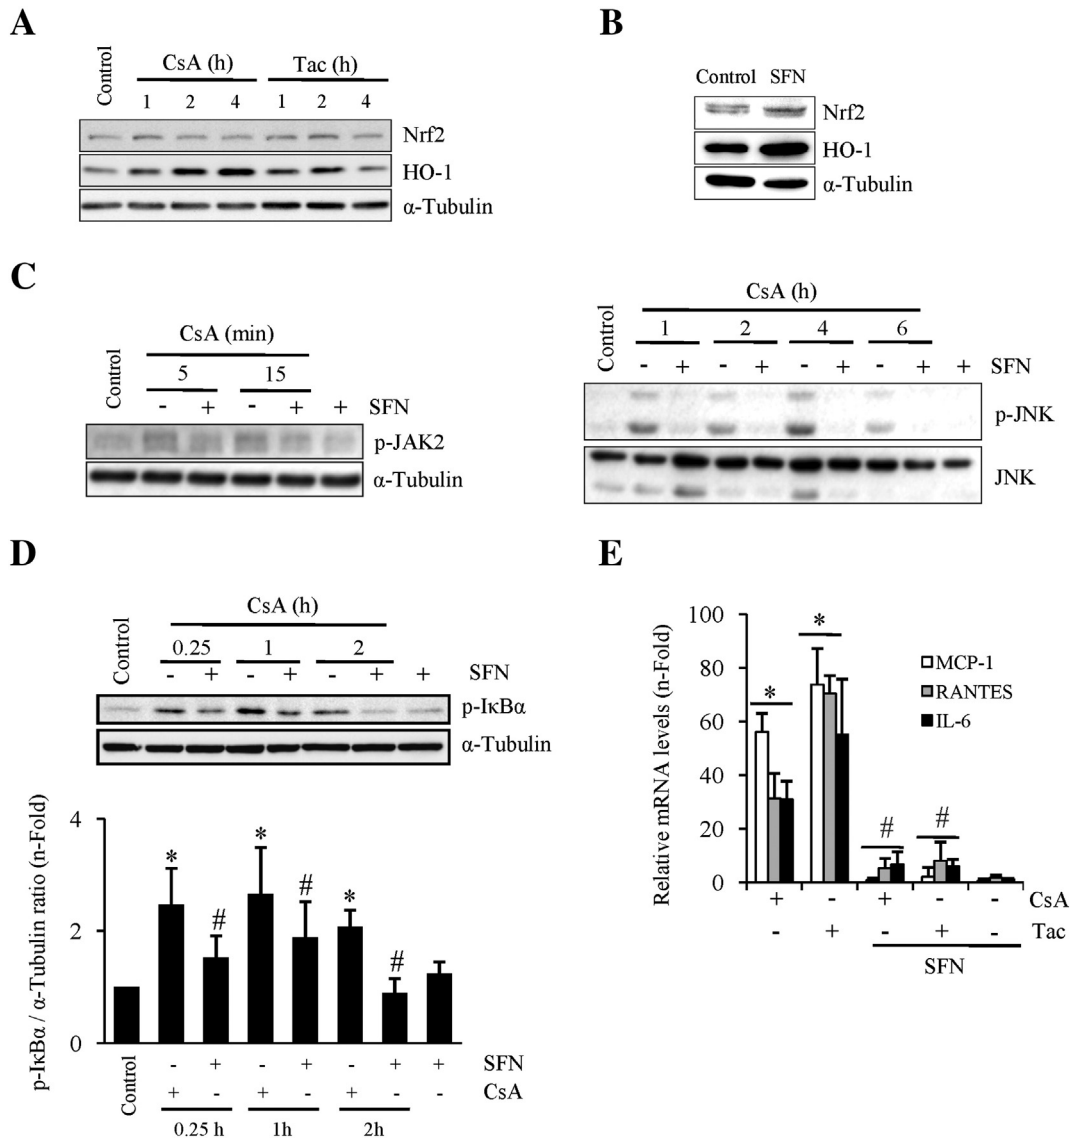 A
Control
CsA (h)
Tac (h)
1 2 4 1 2 4
Nrf2
HO-1
α-Tubulin
B
Control SFN
Nrf2
HO-1
α-Tubulin
C
Control
CsA (min)
5 15
- + - + + SFN
p-JAK2
α-Tubulin
Control
CsA (h)
1 2 4 6
- + - + - + - + + SFN
p-JNK
JNK
D
Control
CsA (h)
0.25 1 2
- + - + - + + SFN
p-IκBα
α-Tubulin
p-IκBα / α-Tubulin ratio (n-Fold)
4
2
0
* # * # * #
Control
- + - + - + + SFN
+ - + - + - - CsA
0.25 h 1h 2h
E
Relative mRNA levels (n-Fold)
100
80
60
40
20
0
* * # #
MCP-1
RANTES
IL-6
+ - + - - CsA
- + - + - Tac
SFN